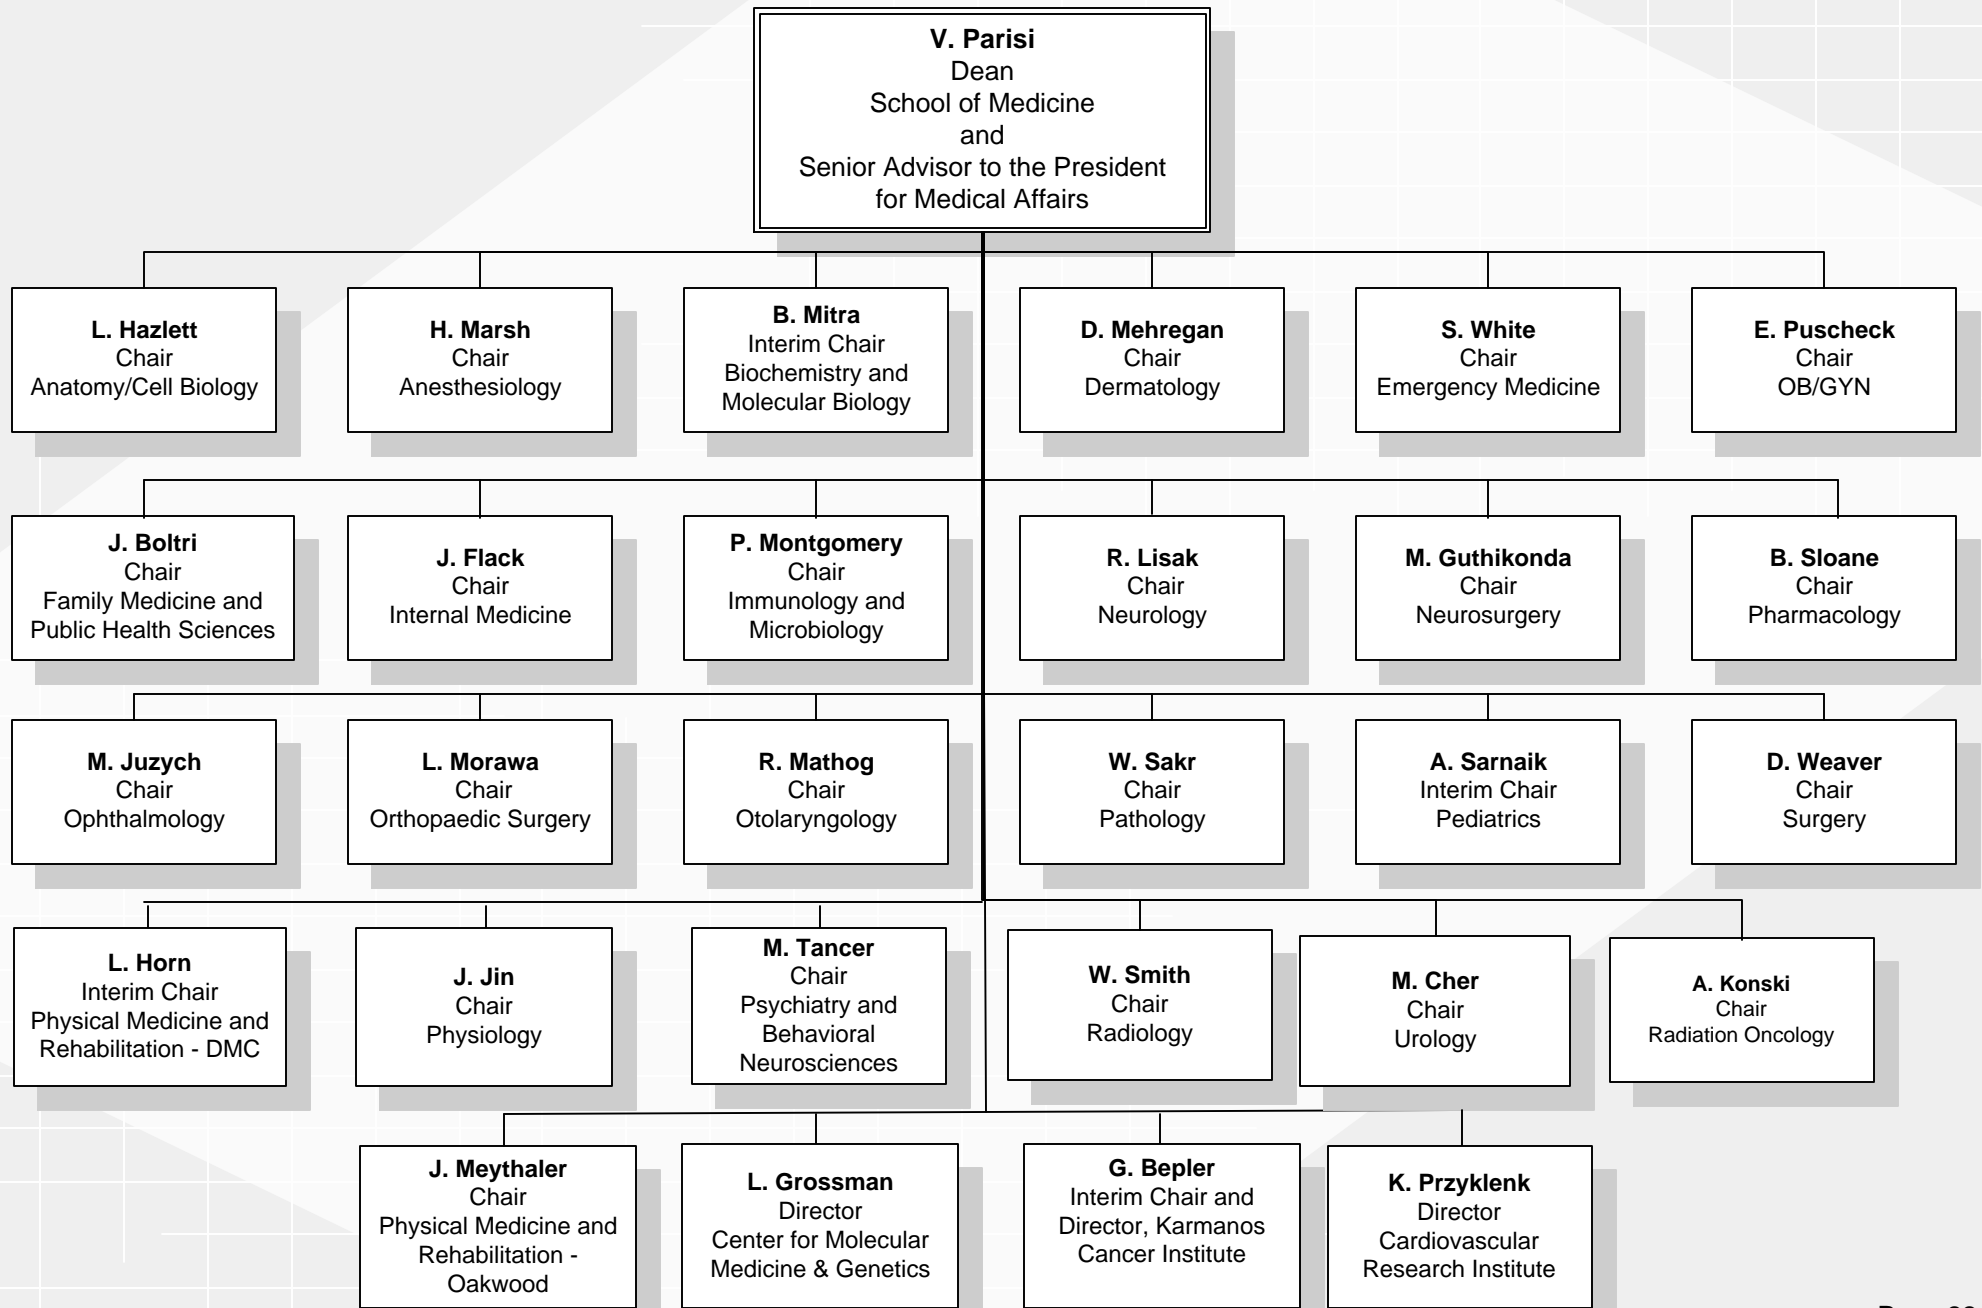 V. Parisi
Dean
School of Medicine
and
Senior Advisor to the President
for Medical Affairs
L. Hazlett
Chair
Anatomy/Cell Biology
H. Marsh
Chair
Anesthesiology
B. Mitra
Interim Chair
Biochemistry and
Molecular Biology
D. Mehregan
Chair
Dermatology
S. White
Chair
Emergency Medicine
E. Puscheck
Chair
OB/GYN
J. Boltri
Chair
Family Medicine and
Public Health Sciences
J. Flack
Chair
Internal Medicine
P. Montgomery
Chair
Immunology and
Microbiology
R. Lisak
Chair
Neurology
M. Guthikonda
Chair
Neurosurgery
B. Sloane
Chair
Pharmacology
M. Juzych
Chair
Ophthalmology
L. Morawa
Chair
Orthopaedic Surgery
R. Mathog
Chair
Otolaryngology
W. Sakr
Chair
Pathology
A. Sarnaik
Interim Chair
Pediatrics
D. Weaver
Chair
Surgery
L. Horn
Interim Chair
Physical Medicine and
Rehabilitation - DMC
J. Jin
Chair
Physiology
M. Tancer
Chair
Psychiatry and
Behavioral
Neurosciences
W. Smith
Chair
Radiology
M. Cher
Chair
Urology
A. Konski
Chair
Radiation Oncology
J. Meythaler
Chair
Physical Medicine and
Rehabilitation -
Oakwood
L. Grossman
Director
Center for Molecular
Medicine & Genetics
G. Bepler
Interim Chair and
Director, Karmanos
Cancer Institute
K. Przyklenk
Director
Cardiovascular
Research Institute